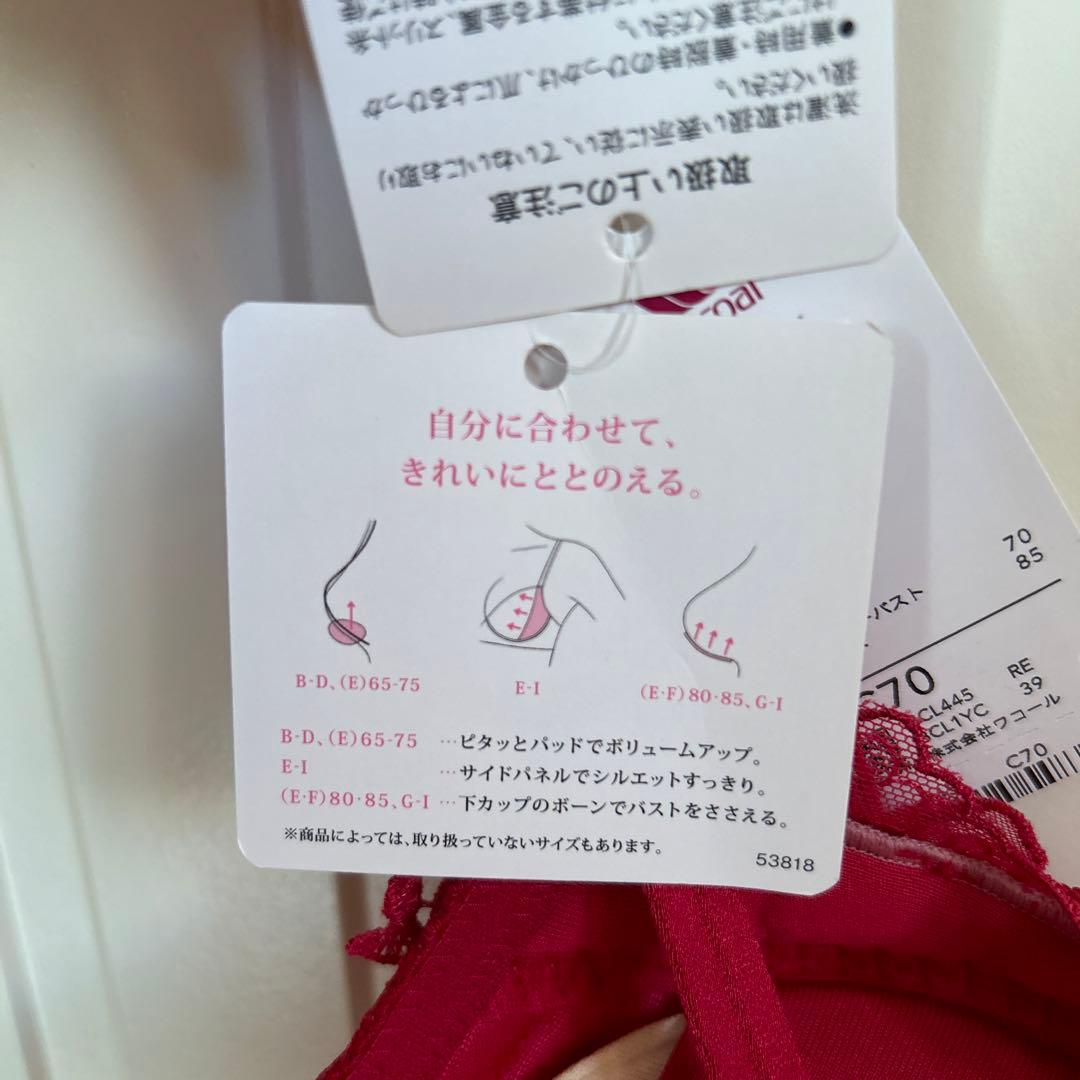 取扱い上のご注意
洗濯は取扱い表示に従い、ていねいにお取り
扱いください。
●着用時・着脱時のひっかけ、爪によるひっか
自分に合わせて、
きれいにととのえる。
B-D、(E)65-75
E-I
(E·F)80·85、G-I
B-D、(E)65-75 …ピタッとパッドでボリュームアップ。
E-I …サイドパネルでシルエットすっきり。
(E·F)80·85、G-I …下カップのボーンでバストをささえる。
※商品によっては、取り扱っていないサイズもあります。
53818
70
85
バスト
C70
CL445 RE
CL1YC 39
株式会社ワコール
C70